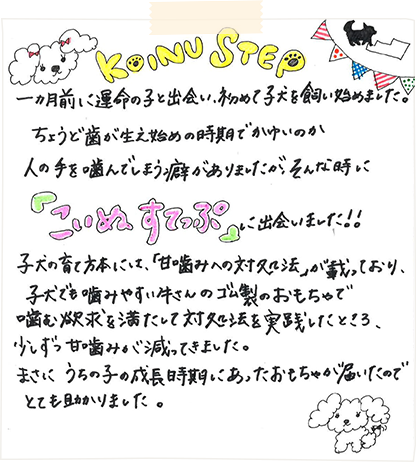 KOINU STEP
一カ月前に運命の子と出会い、初めて子犬を飼い始めました。
ちょうど歯が生え始めの時期でかゆいのか
人の手を噛んでしまう癖がありましたが、そんな時に
『こいぬ すてっぷ』に出会いました!!
子犬の育て方本には、「甘噛みへの対処法」が載っており、
子犬でも噛みやすい牛さんのゴム製のおもちゃで
噛む欲求を満たして対処法を実践したところ、
少しずつ甘噛みが減ってきました。
まさに うちの子の成長時期にあったおもちゃが届いたので
とても助かりました。